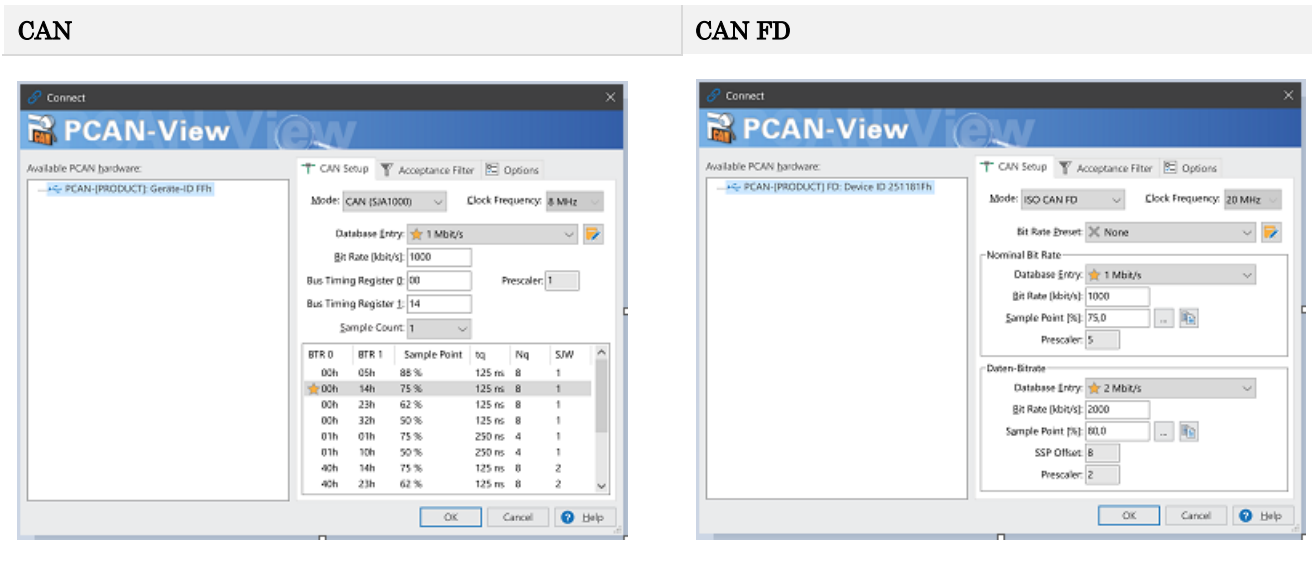 CAN
Connect
PCAN-View
Available PCAN hardware:
PCAN-[PRODUCT]: Geräte-ID FFh
CAN Setup Acceptance Filter Options
Mode: CAN (SJA1000) Clock Frequency: 8 MHz
Database Entry: 1 Mbit/s
Bit Rate [kbit/s]: 1000
Bus Timing Register 0: 00 Prescaler: 1
Bus Timing Register 1: 14
Sample Count: 1
BTR 0 BTR 1 Sample Point tq Nq SJW
00h 05h 88 % 125 ns 8 1
00h 14h 75 % 125 ns 8 1
00h 23h 62 % 125 ns 8 1
00h 32h 50 % 125 ns 8 1
01h 01h 75 % 250 ns 4 1
01h 10h 50 % 250 ns 4 1
40h 14h 75 % 125 ns 8 2
40h 23h 62 % 125 ns 8 2
OK Cancel Help
CAN FD
Connect
PCAN-View
Available PCAN hardware:
PCAN-[PRODUCT] FD: Device ID 251181Fh
CAN Setup Acceptance Filter Options
Mode: ISO CAN FD Clock Frequency: 20 MHz
Bit Rate Preset: None
Nominal Bit Rate
Database Entry: 1 Mbit/s
Bit Rate [kbit/s]: 1000
Sample Point [%]: 75,0 ...
Prescaler: 5
Daten-Bitrate
Database Entry: 2 Mbit/s
Bit Rate [kbit/s]: 2000
Sample Point [%]: 80,0 ...
SSP Offset: 8
Prescaler: 2
OK Cancel Help